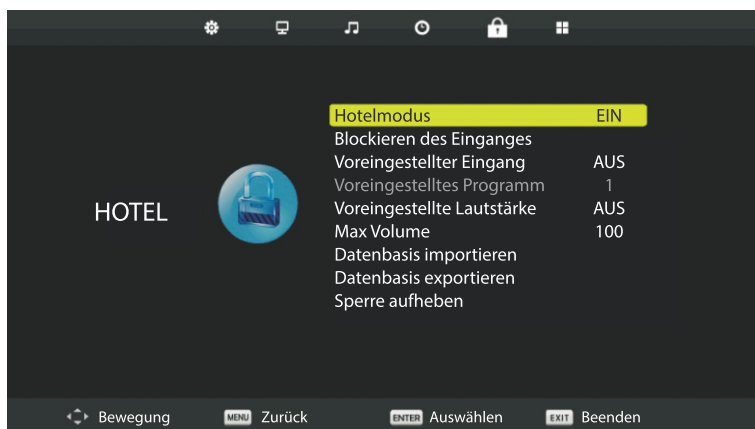 Hotelmodus EIN
Blockieren des Einganges
Voreingestellter Eingang AUS
Voreingestelltes Programm 1
HOTEL
Voreingestellte Lautstärke AUS
Max Volume 100
Datenbasis importieren
Datenbasis exportieren
Sperre aufheben
Bewegung MENU Zurück ENTER Auswählen EXIT Beenden